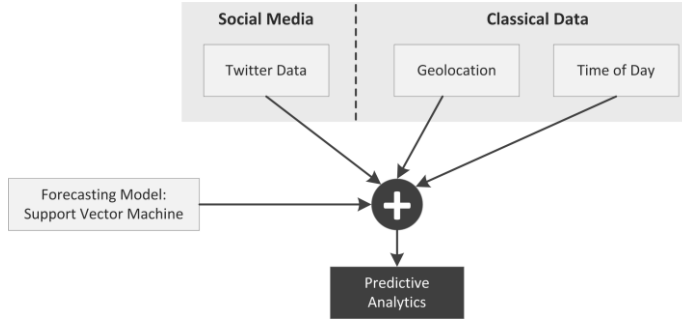 Social Media
Classical Data
Twitter Data
Geolocation
Time of Day
Forecasting Model:
Support Vector Machine
Predictive
Analytics